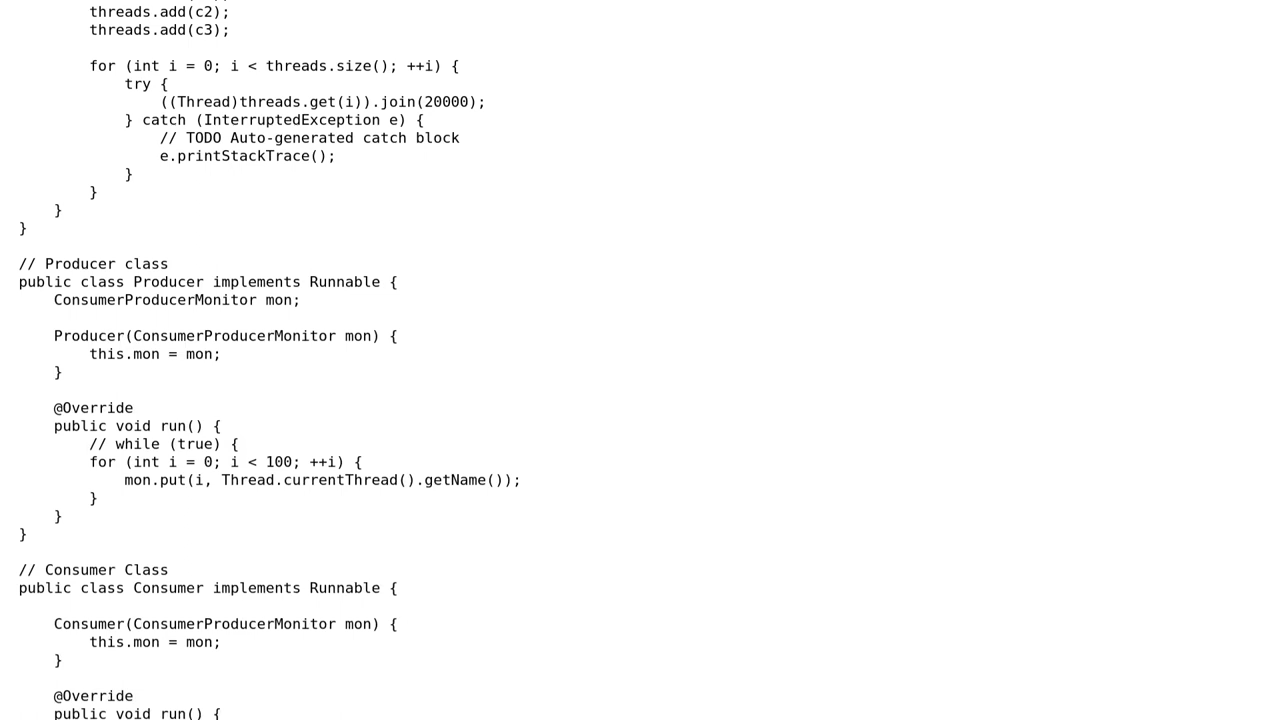 threads.add(c2);
threads.add(c3);
for (int i = 0; i < threads.size(); ++i) {
try {
((Thread)threads.get(i)).join(20000);
} catch (InterruptedException e) {
// TODO Auto-generated catch block
e.printStackTrace();
}
}
}
}
// Producer class
public class Producer implements Runnable {
ConsumerProducerMonitor mon;
Producer(ConsumerProducerMonitor mon) {
this.mon = mon;
}
@Override
public void run() {
// while (true) {
for (int i = 0; i < 100; ++i) {
mon.put(i, Thread.currentThread().getName());
}
}
}
// Consumer Class
public class Consumer implements Runnable {
Consumer(ConsumerProducerMonitor mon) {
this.mon = mon;
}
@Override
public void run() {